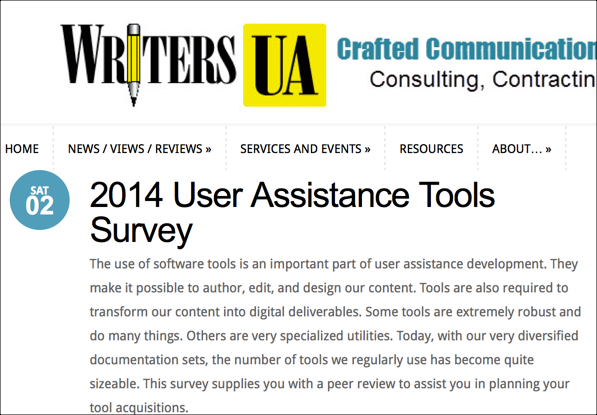 WRITERS UA Crafted Communication
Consulting, Contractin
HOME NEWS / VIEWS / REVIEWS » SERVICES AND EVENTS » RESOURCES ABOUT... »
SAT
02
2014 User Assistance Tools
Survey
The use of software tools is an important part of user assistance development. They
make it possible to author, edit, and design our content. Tools are also required to
transform our content into digital deliverables. Some tools are extremely robust and
do many things. Others are very specialized utilities. Today, with our very diversified
documentation sets, the number of tools we regularly use has become quite
sizeable. This survey supplies you with a peer review to assist you in planning your
tool acquisitions.